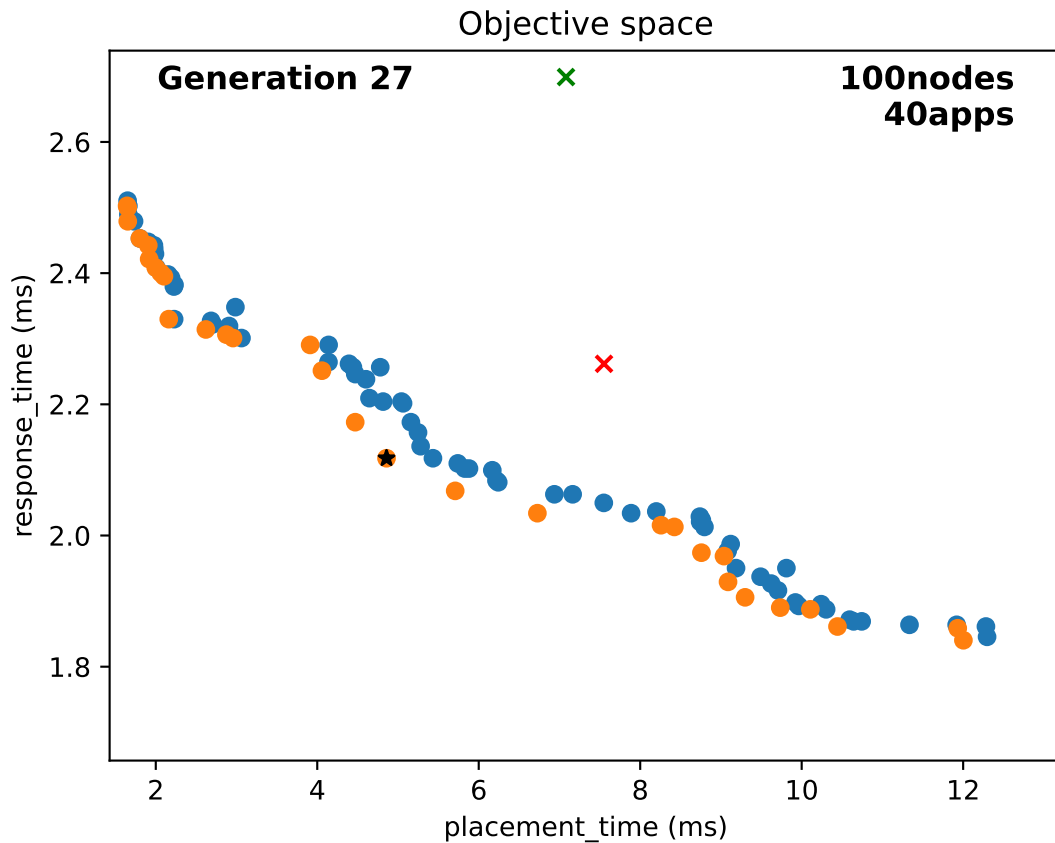 Objective space
Generation 27
100nodes
40apps
2.6
2.4
2.2
2.0
1.8
response_time (ms)
2 4 6 8 10 12
placement_time (ms)